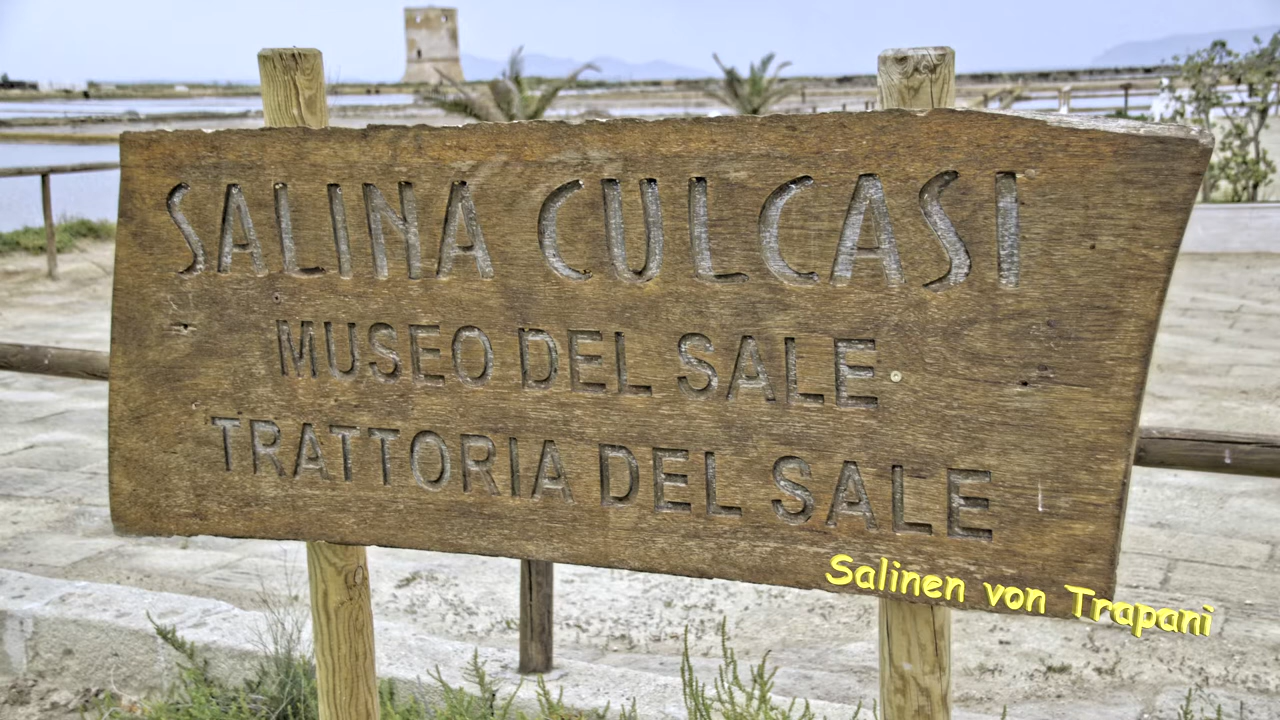 SALINA CULCASI
MUSEO DEL SALE
TRATTORIA DEL SALE
Salinen von Trapani